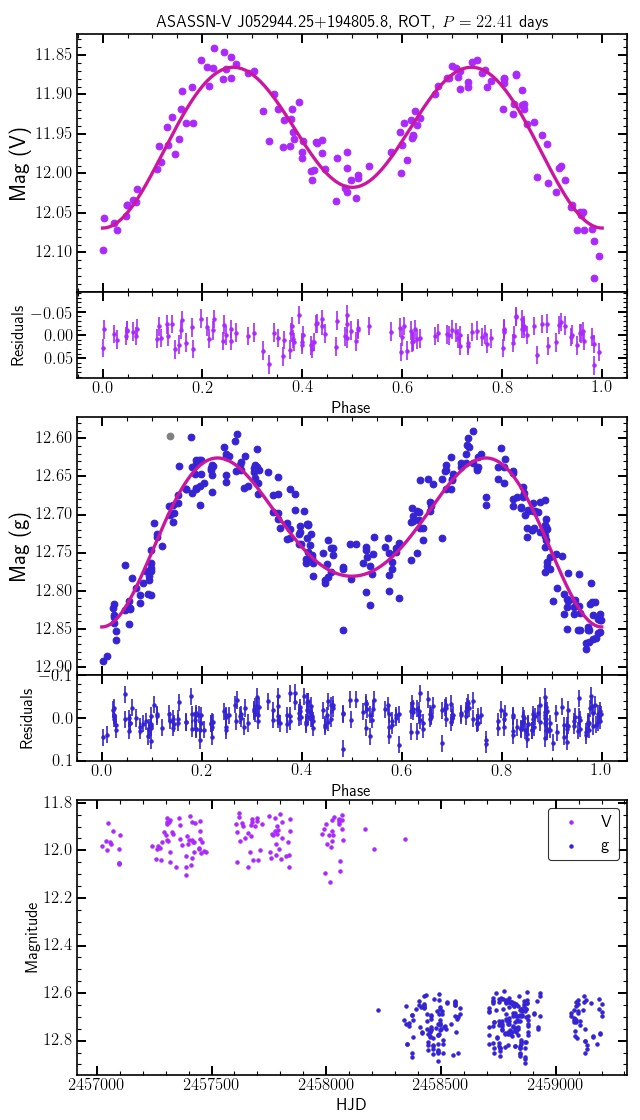 ASASSN-V J052944.25+194805.8, ROT, P = 22.41 days
11.85
11.90
11.95
12.00
12.05
12.10
Mag (V)
−0.05
0.00
0.05
Residuals
0.0 0.2 0.4 0.6 0.8 1.0
Phase
12.60
12.65
12.70
12.75
12.80
12.85
12.90
Mag (g)
−0.1
0.0
0.1
Residuals
0.0 0.2 0.4 0.6 0.8 1.0
Phase
11.8
12.0
12.2
12.4
12.6
12.8
Magnitude
V
g
2457000 2457500 2458000 2458500 2459000
HJD